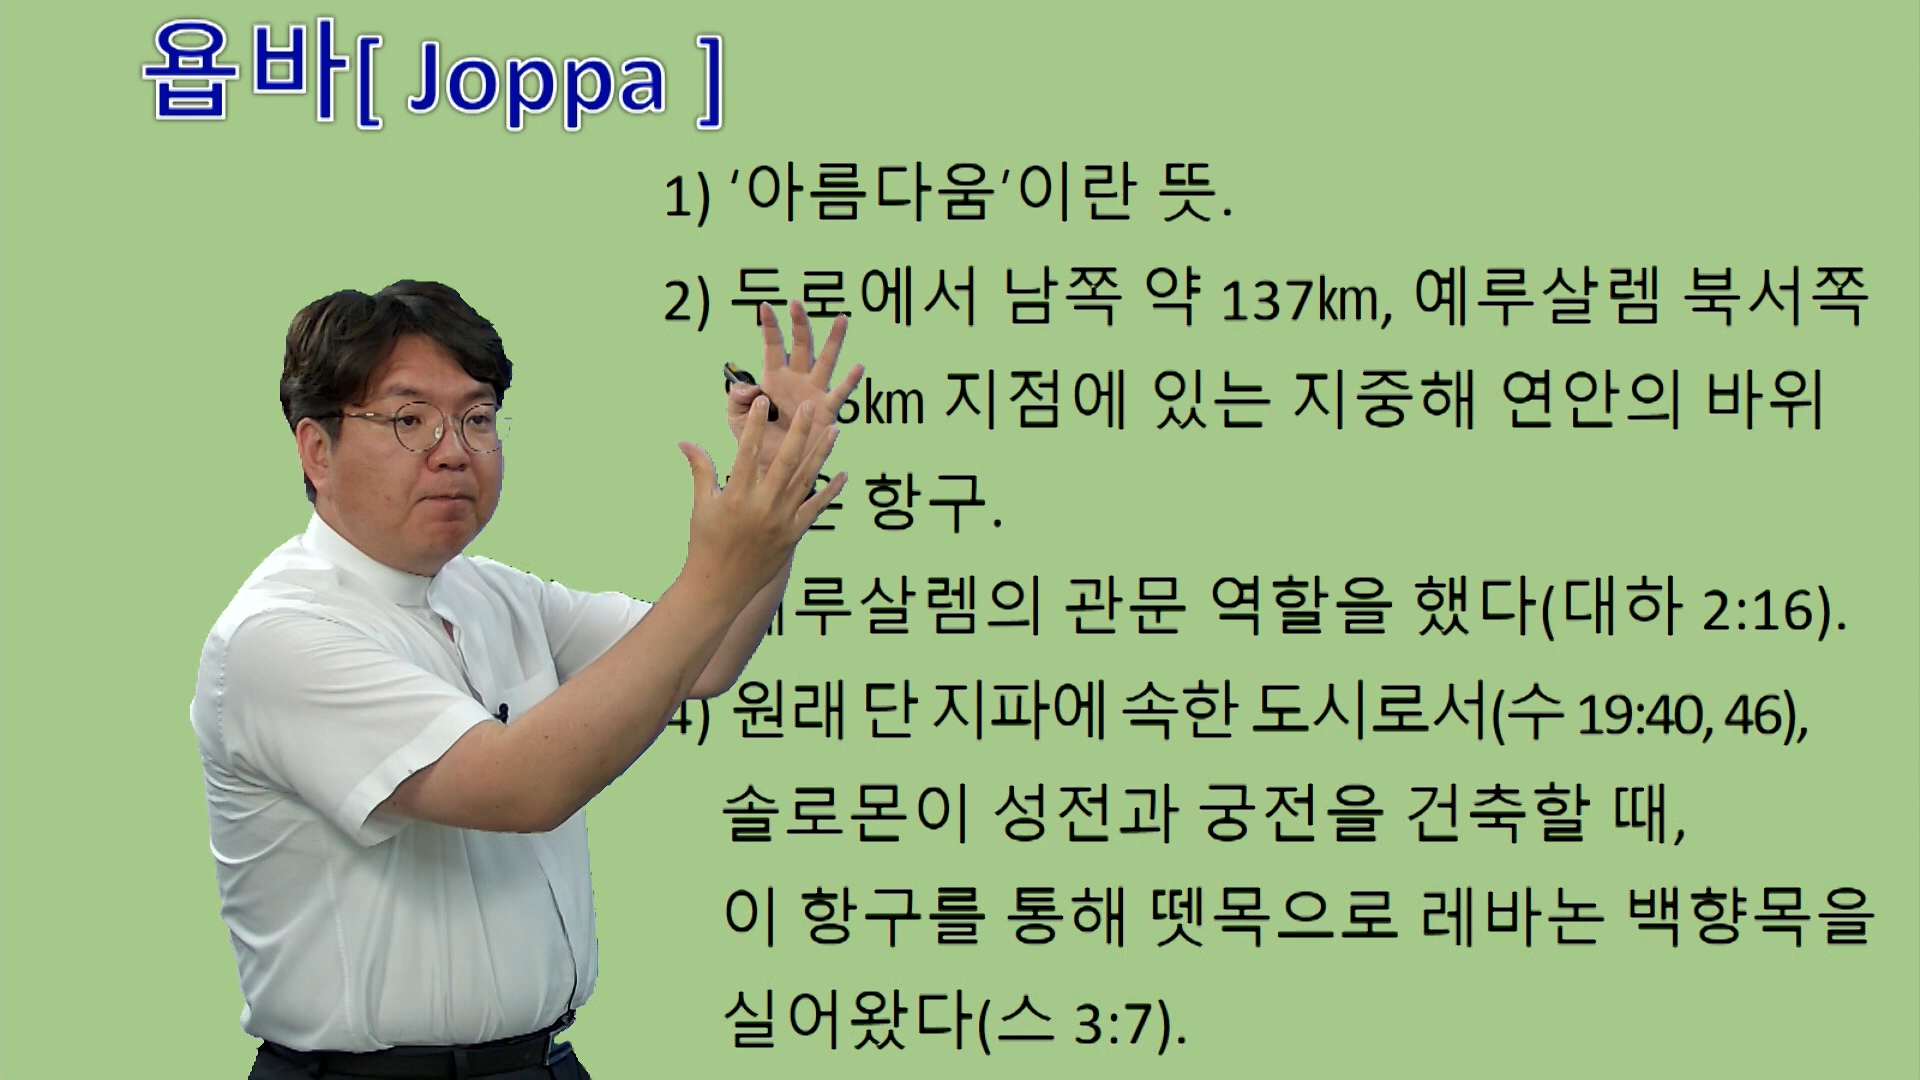 욥바[ Joppa ]
1) ‘아름다움’이란 뜻.
2) 두로에서 남쪽 약 137㎞, 예루살렘 북서쪽
지점에 있는 지중해 연안의 바위
항구.
관문 역할을 했다(대하 2:16).
4) 원래 단 지파에 속한 도시로서(수 19:40, 46),
솔로몬이 성전과 궁전을 건축할 때,
이 항구를 통해 뗏목으로 레바논 백향목을
실어왔다(스 3:7).